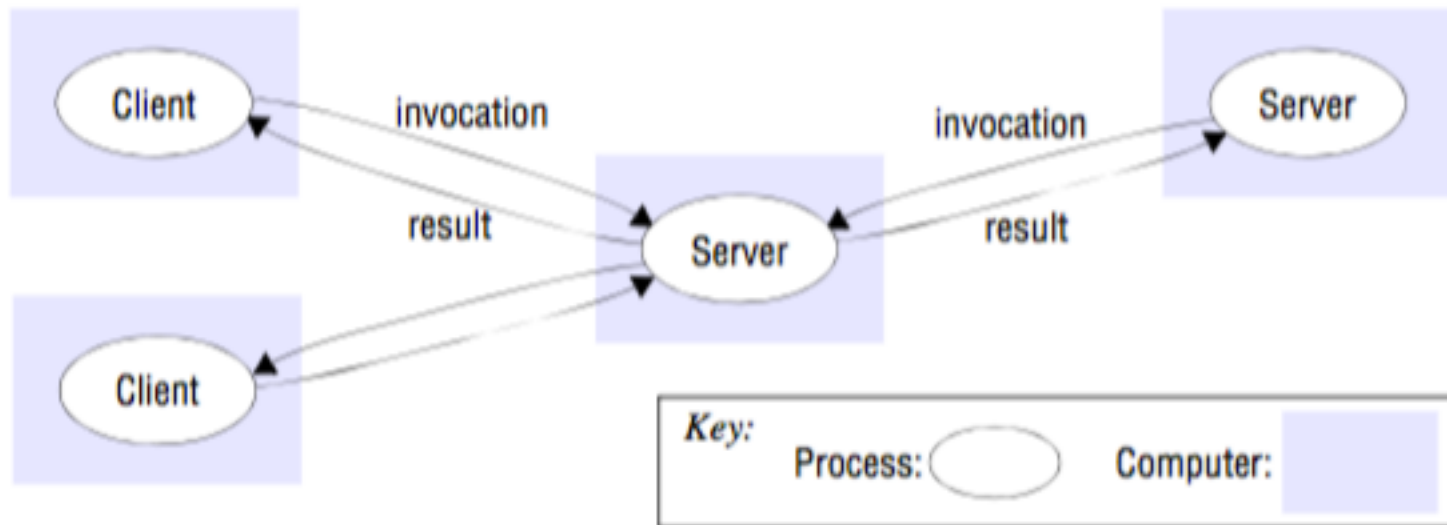 Client
invocation
result
Server
invocation
result
Server
Client
Key:
Process:
Computer: